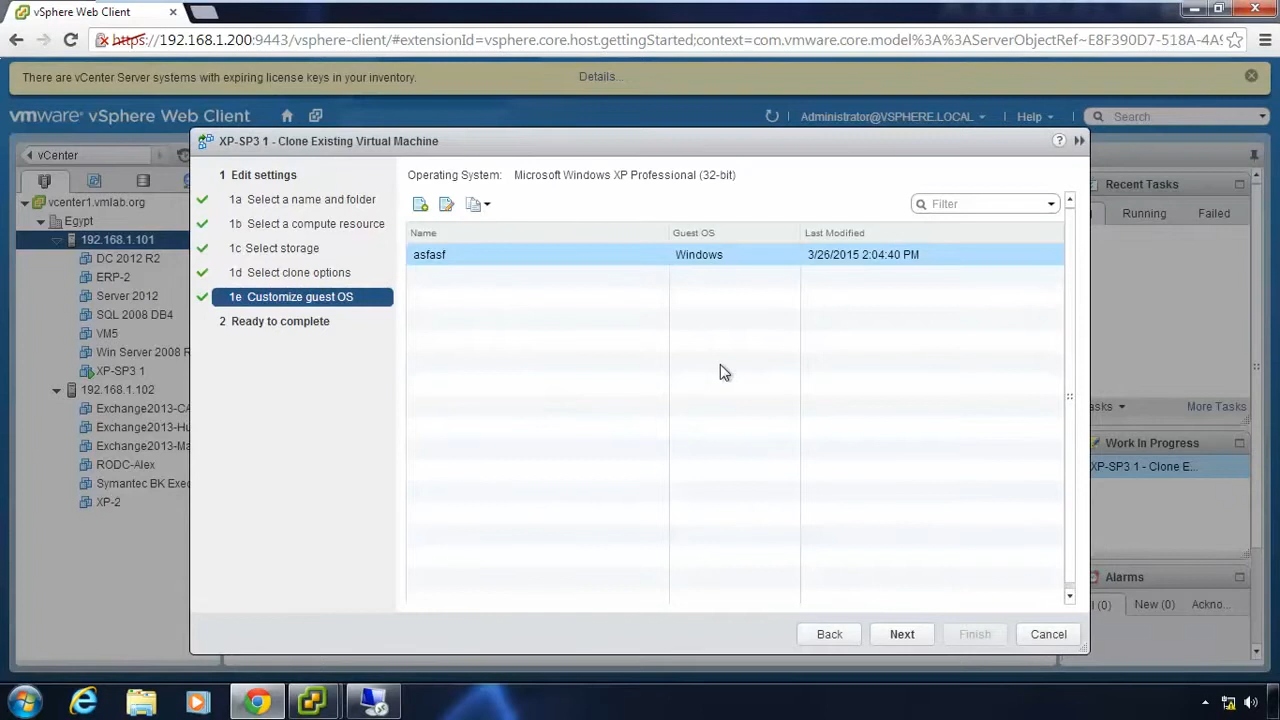 vSphere Web Client
https://192.168.1.200:9443/vsphere-client/#extensionId=vsphere.core.host.gettingStarted;context=com.vmware.core.model%3A%3AServerObjectRef~E8F390D7-518A-4A9
There are vCenter Server systems with expiring license keys in your inventory.
Details...
vmware vSphere Web Client
Administrator@VSPHERE.LOCAL
Help
Search
vCenter
XP-SP3 1 - Clone Existing Virtual Machine
1 Edit settings
1a Select a name and folder
1b Select a compute resource
1c Select storage
1d Select clone options
1e Customize guest OS
2 Ready to complete
Operating System: Microsoft Windows XP Professional (32-bit)
Filter
Name Guest OS Last Modified
asfasf Windows 3/26/2015 2:04:40 PM
Back
Next
Finish
Cancel
vcenter1.vmlab.org
Egypt
192.168.1.101
DC 2012 R2
ERP-2
Server 2012
SQL 2008 DB4
VM5
Win Server 2008 R
XP-SP3 1
192.168.1.102
Exchange2013-CA
Exchange2013-Hu
Exchange2013-Ma
RODC-Alex
Symantec BK Exec
XP-2
Recent Tasks
Running
Failed
asks
More Tasks
Work In Progress
XP-SP3 1 - Clone E...
Alarms
(0)
New (0)
Ackno...